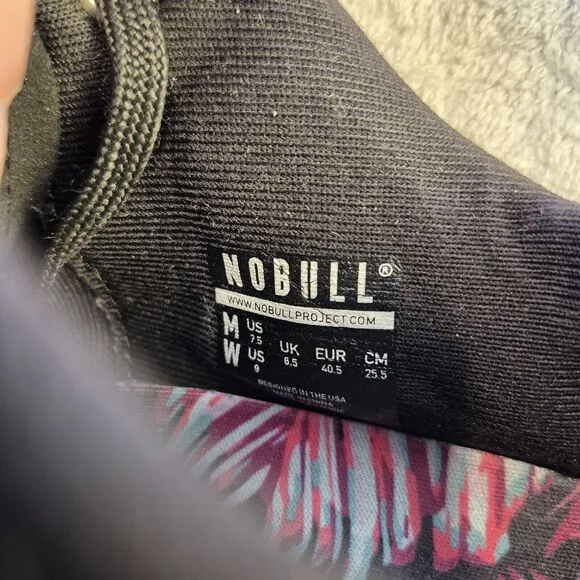 NOBULL®
WWW.NOBULLPROJECT.COM
M US 7.5
W US 9
UK 6.5
EUR 40.5
CM 25.5
DESIGNED IN THE USA
MADE IN CHINA